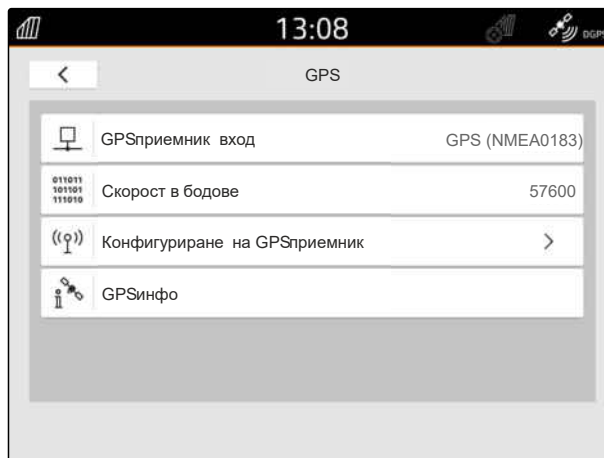 13:08
DGPS
GPS
GPSприемник вход GPS (NMEA0183)
011011
101101
111010
Скорост в бодове 57600
Конфигуриране на GPSприемник
GPSинфо